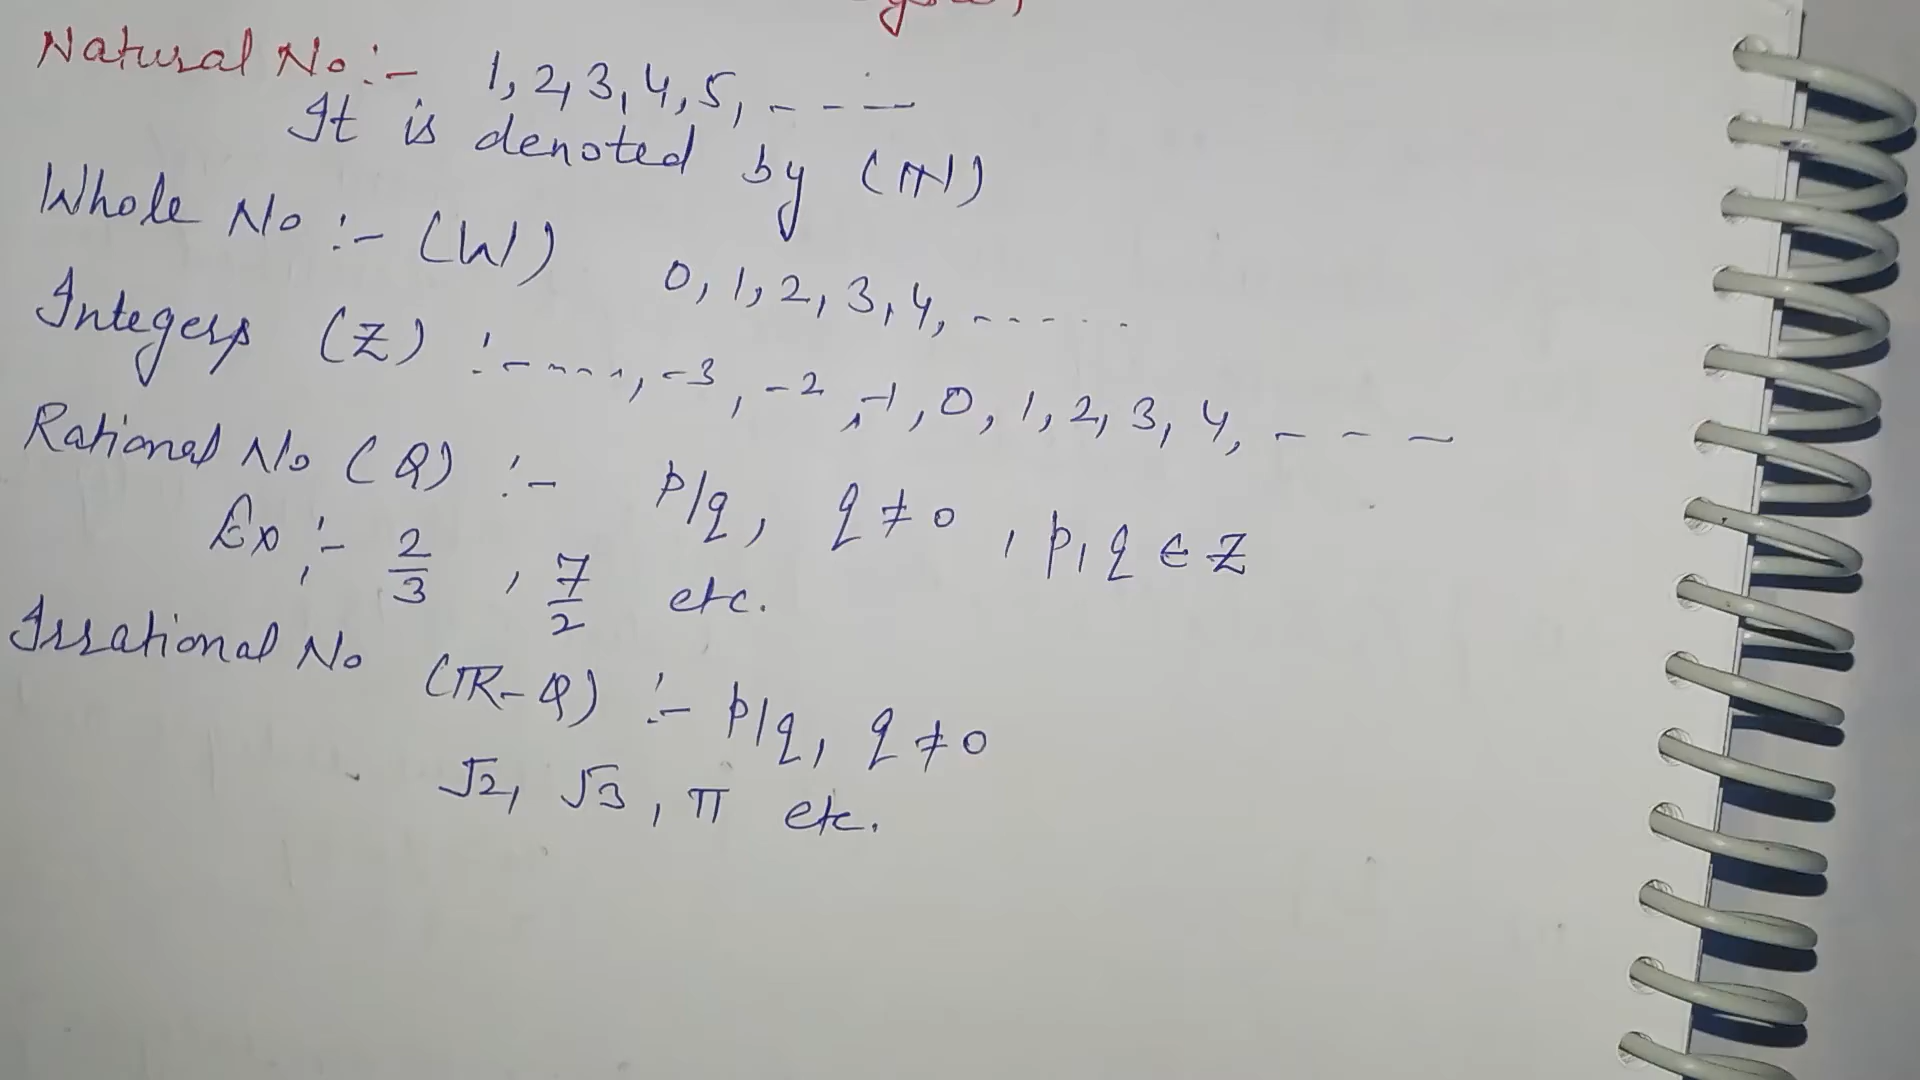 Natural No :- 1, 2, 3, 4, 5, - - -
It is denoted by (ℕ)
Whole No :- (W) 0, 1, 2, 3, 4, - - - - -
Integers (Z) :- - - - -, -3, -2, -1, 0, 1, 2, 3, 4, - - -
Rational No (Q) :- p/q, q ≠ 0, p, q ∈ Z
Ex :- 2/3, 7/2 etc.
Irrational No (ℝ-Q) :- p/q, q ≠ 0
√2, √3, π etc.